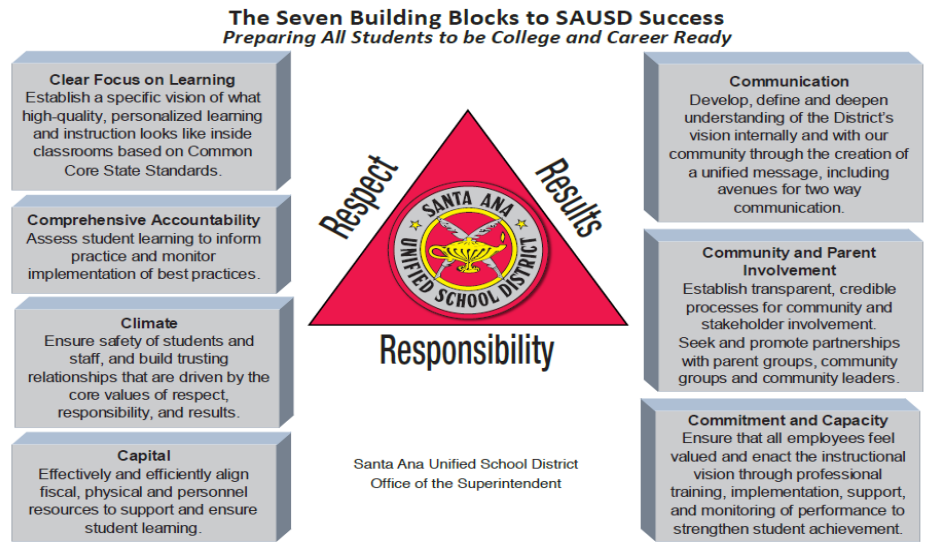 The Seven Building Blocks to SAUSD Success
Preparing All Students to be College and Career Ready
Clear Focus on Learning
Establish a specific vision of what
high-quality, personalized learning
and instruction looks like inside
classrooms based on Common
Core State Standards.
Comprehensive Accountability
Assess student learning to inform
practice and monitor
implementation of best practices.
Climate
Ensure safety of students and
staff, and build trusting
relationships that are driven by the
core values of respect,
responsibility, and results.
Capital
Effectively and efficiently align
fiscal, physical and personnel
resources to support and ensure
student learning.
Respect
Results
SANTA ANA
UNIFIED SCHOOL DISTRICT
Responsibility
Santa Ana Unified School District
Office of the Superintendent
Communication
Develop, define and deepen
understanding of the District's
vision internally and with our
community through the creation of
a unified message, including
avenues for two way
communication.
Community and Parent
Involvement
Establish transparent, credible
processes for community and
stakeholder involvement.
Seek and promote partnerships
with parent groups, community
groups and community leaders.
Commitment and Capacity
Ensure that all employees feel
valued and enact the instructional
vision through professional
training, implementation, support,
and monitoring of performance to
strengthen student achievement.